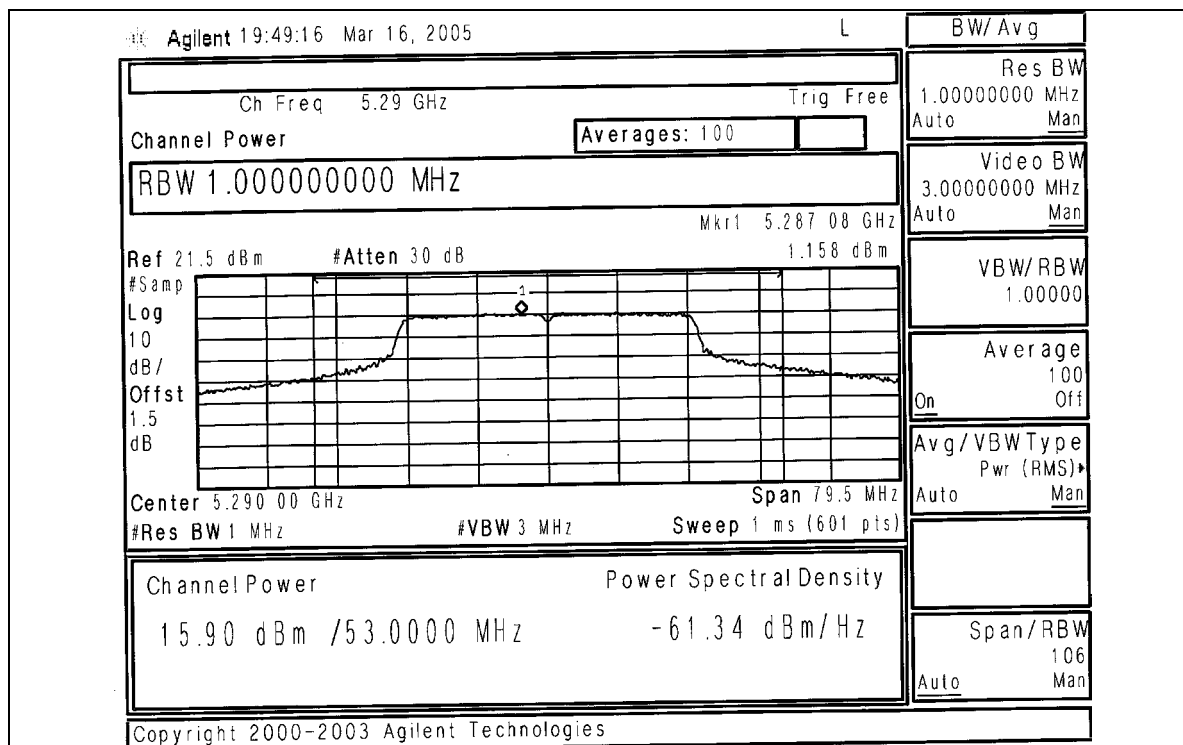 Agilent 19:49:16 Mar 16, 2005 L
Ch Freq 5.29 GHz Trig Free
Channel Power Averages: 100
RBW 1.000000000 MHz
Mkr1 5.287 08 GHz
Ref 21.5 dBm #Atten 30 dB 1.158 dBm
#Samp
Log
10
dB/
Offst
1.5
dB
1
Center 5.290 00 GHz Span 79.5 MHz
#Res BW 1 MHz #VBW 3 MHz Sweep 1 ms (601 pts)
Channel Power Power Spectral Density
15.90 dBm /53.0000 MHz -61.34 dBm/Hz
Copyright 2000-2003 Agilent Technologies
BW/Avg
Res BW
1.00000000 MHz
Auto Man
Video BW
3.00000000 MHz
Auto Man
VBW/RBW
1.00000
Average
100
On Off
Avg/VBW Type
Pwr (RMS)▸
Auto Man
Span/RBW
106
Auto Man